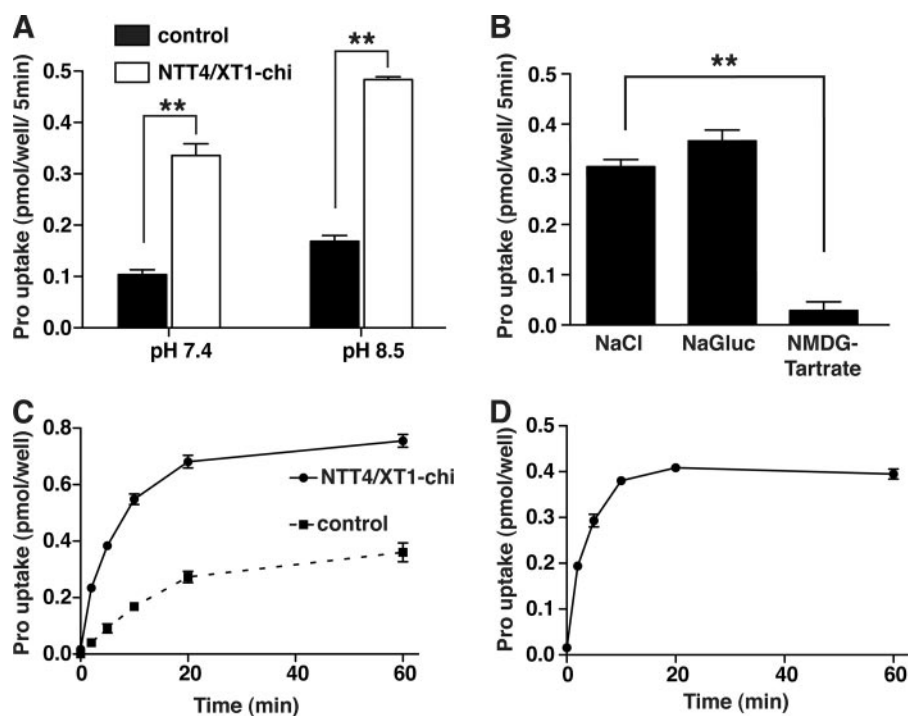 A
control
NTT4/XT1-chi
**
**
Pro uptake (pmol/well/ 5min)
0.5
0.4
0.3
0.2
0.1
0.0
pH 7.4
pH 8.5
B
**
Pro uptake (pmol/well/ 5min)
0.5
0.4
0.3
0.2
0.1
0.0
NaCl
NaGluc
NMDG-
Tartrate
C
Pro uptake (pmol/well)
0.8
0.6
0.4
0.2
0.0
NTT4/XT1-chi
control
0
20
40
60
Time (min)
D
Pro uptake (pmol/well)
0.5
0.4
0.3
0.2
0.1
0.0
0
20
40
60
Time (min)